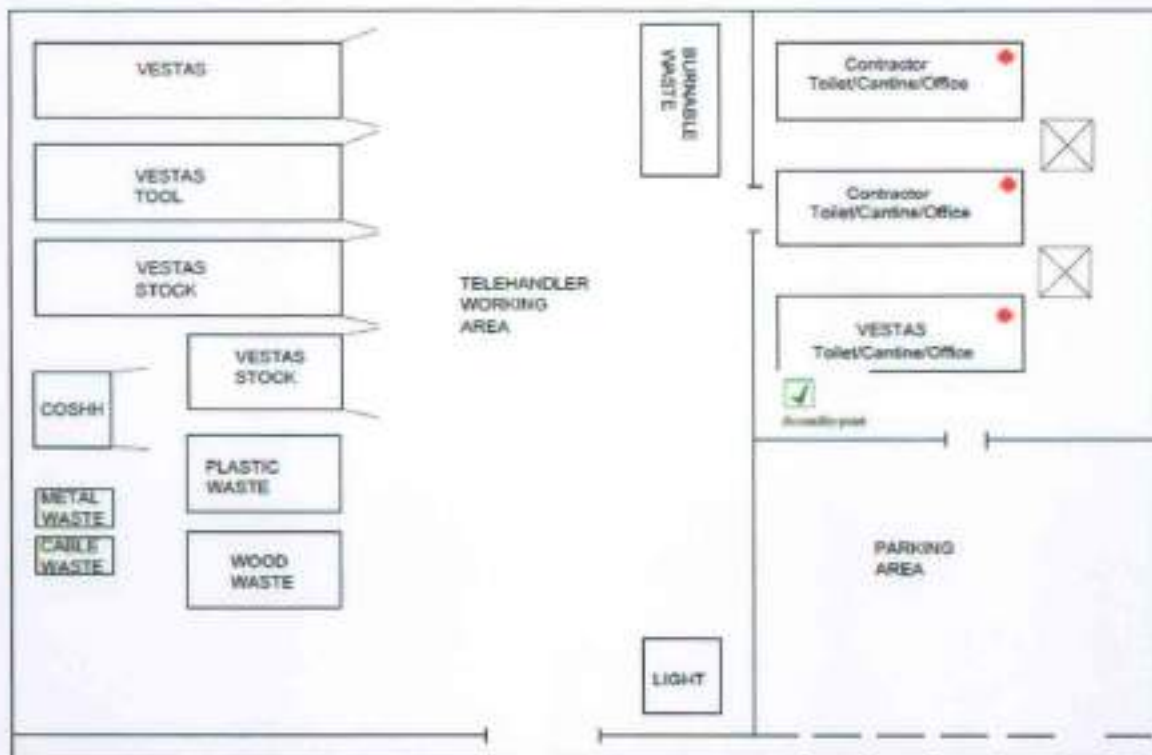 VESTAS
VESTAS
TOOL
VESTAS
STOCK
VESTAS
STOCK
COSHH
METAL
WASTE
CABLE
WASTE
PLASTIC
WASTE
WOOD
WASTE
TELEHANDLER
WORKING
AREA
BURNABLE
WASTE
LIGHT
Contractor
Toilet/Cantine/Office
Contractor
Toilet/Cantine/Office
VESTAS
Toilet/Cantine/Office
PARKING
AREA